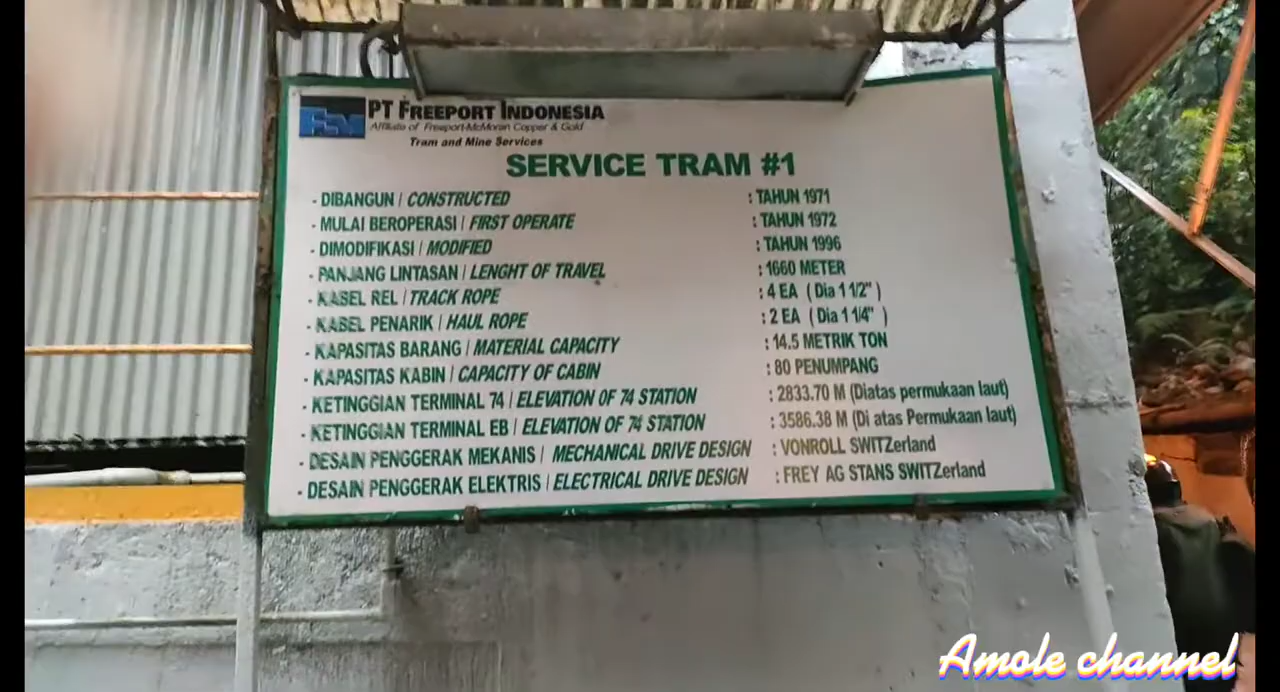 FSM
PT FREEPORT INDONESIA
Affiliate of Freeport-McMoran Copper & Gold
Tram and Mine Services
SERVICE TRAM #1
- DIBANGUN / CONSTRUCTED : TAHUN 1971
- MULAI BEROPERASI / FIRST OPERATE : TAHUN 1972
- DIMODIFIKASI / MODIFIED : TAHUN 1996
- PANJANG LINTASAN / LENGHT OF TRAVEL : 1660 METER
- KABEL REL / TRACK ROPE : 4 EA ( Dia 1 1/2" )
- KABEL PENARIK / HAUL ROPE : 2 EA ( Dia 1 1/4" )
- KAPASITAS BARANG / MATERIAL CAPACITY : 14.5 METRIK TON
- KAPASITAS KABIN / CAPACITY OF CABIN : 80 PENUMPANG
- KETINGGIAN TERMINAL 74 / ELEVATION OF 74 STATION : 2833.70 M (Diatas permukaan laut)
- KETINGGIAN TERMINAL EB / ELEVATION OF 74 STATION : 3586.38 M (Di atas Permukaan laut)
- DESAIN PENGGERAK MEKANIS / MECHANICAL DRIVE DESIGN : VONROLL SWITZerland
- DESAIN PENGGERAK ELEKTRIS / ELECTRICAL DRIVE DESIGN : FREY AG STANS SWITZerland
Amole channel